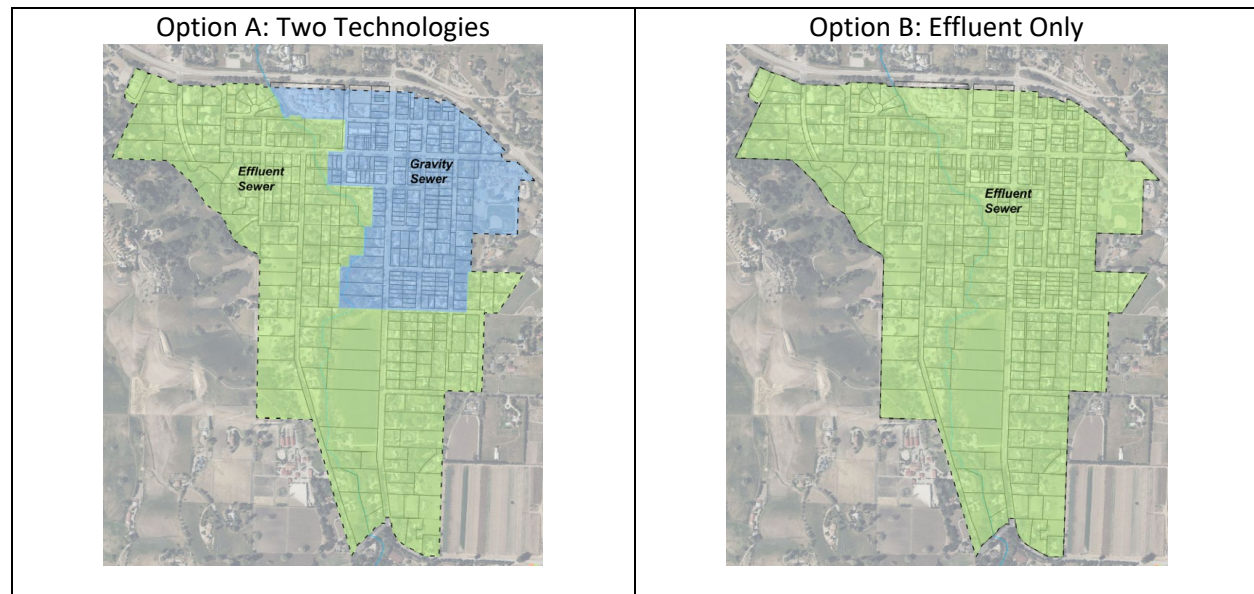 Option A: Two Technologies
Option B: Effluent Only
Effluent
Sewer
Gravity
Sewer
Effluent
Sewer